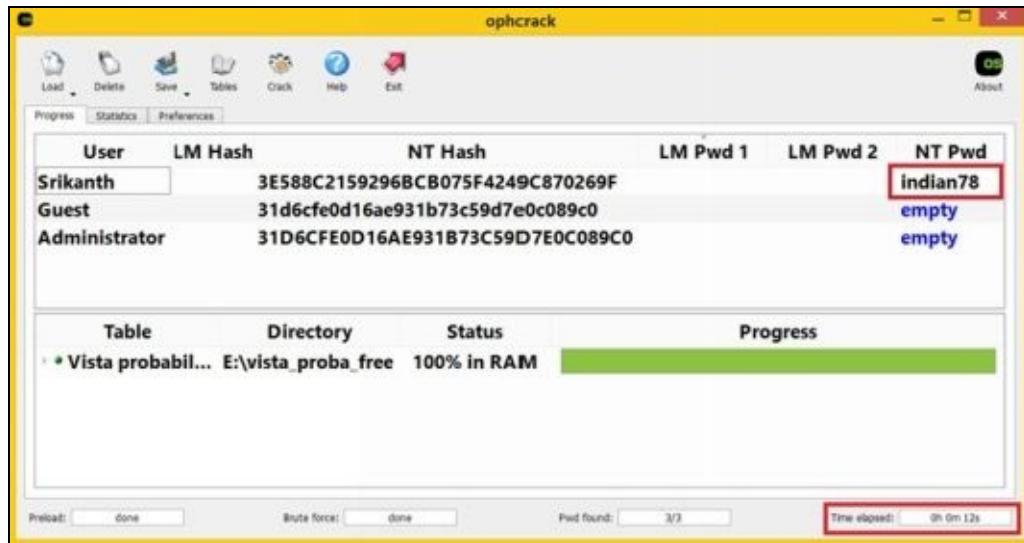 ophcrack
Load Delete Save Tables Crack Help Exit OS About
Progress Statistics Preferences
User LM Hash NT Hash LM Pwd 1 LM Pwd 2 NT Pwd
Srikanth 3E588C2159296BCB075F4249C870269F indian78
Guest 31d6cfe0d16ae931b73c59d7e0c089c0 empty
Administrator 31D6CFE0D16AE931B73C59D7E0C089C0 empty
Table Directory Status Progress
Vista probabil... E:\vista_proba_free 100% in RAM
Preload: done Brute force: done Pwd found: 3/3 Time elapsed: 0h 0m 12s